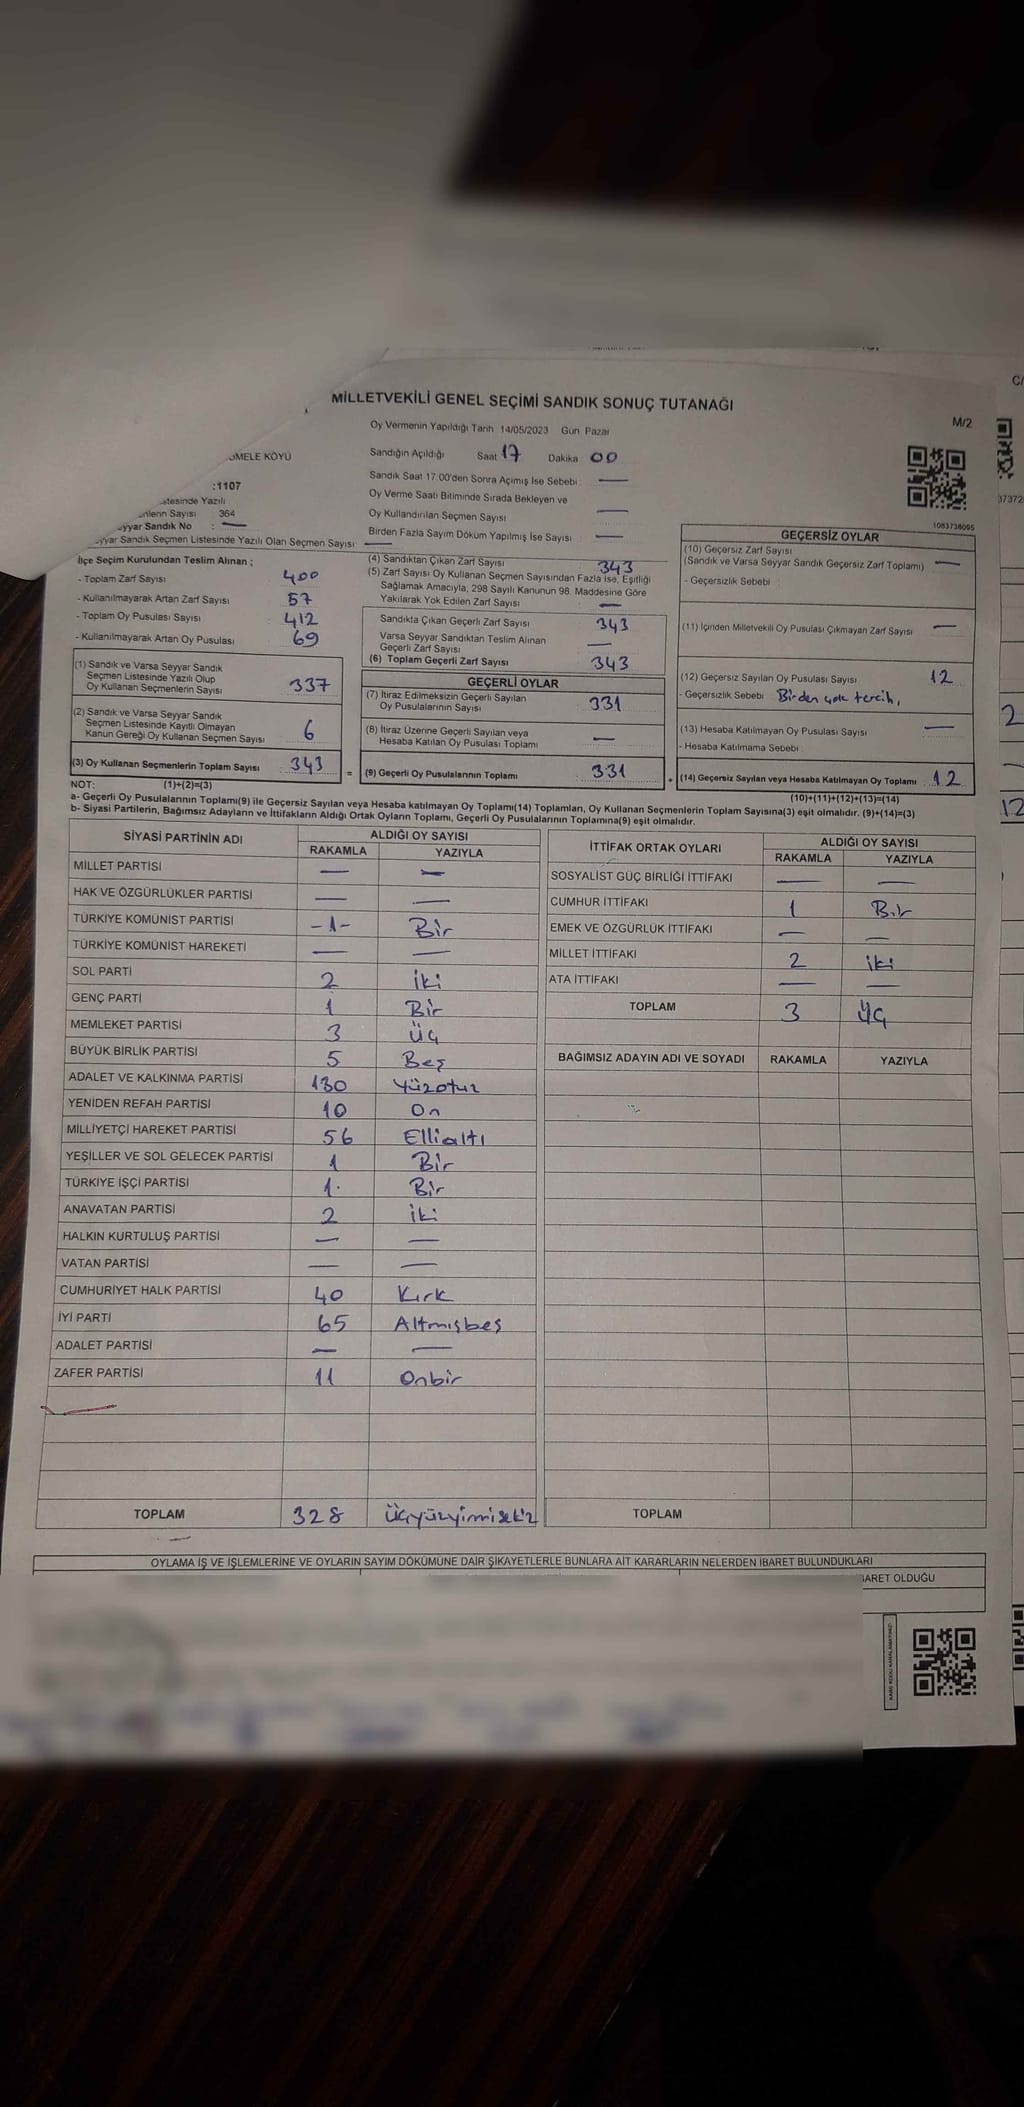 MİLLETVEKİLİ GENEL SEÇİMİ SANDIK SONUÇ TUTANAĞI
M/2
Oy Vermenin Yapıldığı Tarih 14/05/2023 Gün Pazar
KÖYÜ
Sandığın Açıldığı Saat 17 Dakika 00
:1107
Sandık Saat 17:00'den Sonra Açımış İse Sebebi —
Yazılı
Oy Verme Saati Bitiminde Sırada Bekleyen ve
Sayısı 364
Oy Kullandırılan Seçmen Sayısı —
Sandık No : —
Birden Fazla Sayım Döküm Yapılmış İse Sayısı —
Sandık Seçmen Listesinde Yazılı Olan Seçmen Sayısı: —
1083736095
İlçe Seçim Kurulundan Teslim Alınan ;
- Toplam Zarf Sayısı 400
- Kullanılmayarak Artan Zarf Sayısı 57
- Toplam Oy Pusulası Sayısı 412
- Kullanılmayarak Artan Oy Pusulası 69
(1) Sandık ve Varsa Seyyar Sandık
Seçmen Listesinde Yazılı Olup
Oy Kullanan Seçmenlerin Sayısı 337
(2) Sandık ve Varsa Seyyar Sandık
Seçmen Listesinde Kayıtlı Olmayan
Kanun Gereği Oy Kullanan Seçmen Sayısı 6
(3) Oy Kullanan Seçmenlerin Toplam Sayısı 343
(1)+(2)=(3)
(4) Sandıktan Çıkan Zarf Sayısı 343
(5) Zarf Sayısı Oy Kullanan Seçmen Sayısından Fazla İse, Eşitliği
Sağlamak Amacıyla, 298 Sayılı Kanunun 98. Maddesine Göre
Yakılarak Yok Edilen Zarf Sayısı —
Sandıkta Çıkan Geçerli Zarf Sayısı 343
Varsa Seyyar Sandıktan Teslim Alınan
Geçerli Zarf Sayısı —
(6) Toplam Geçerli Zarf Sayısı 343
GEÇERLİ OYLAR
(7) İtiraz Edilmeksizin Geçerli Sayılan
Oy Pusulalarının Sayısı 331
(8) İtiraz Üzerine Geçerli Sayılan veya
Hesaba Katılan Oy Pusulası Toplamı —
= (9) Geçerli Oy Pusulalarının Toplamı 331
GEÇERSİZ OYLAR
(10) Geçersiz Zarf Sayısı
(Sandık ve Varsa Seyyar Sandık Geçersiz Zarf Toplamı) —
- Geçersizlik Sebebi
(11) İçinden Milletvekili Oy Pusulası Çıkmayan Zarf Sayısı —
(12) Geçersiz Sayılan Oy Pusulası Sayısı 12
- Geçersizlik Sebebi Birden çok tercih,
(13) Hesaba Katılmayan Oy Pusulası Sayısı —
- Hesaba Katılmama Sebebi
+ (14) Geçersiz Sayılan veya Hesaba Katılmayan Oy Toplamı 12
(10)+(11)+(12)+(13)=(14)
NOT:
a- Geçerli Oy Pusulalarının Toplamı(9) ile Geçersiz Sayılan veya Hesaba katılmayan Oy Toplamı(14) Toplamları, Oy Kullanan Seçmenlerin Toplam Sayısına(3) eşit olmalıdır. (9)+(14)=(3)
b- Siyasi Partilerin, Bağımsız Adayların ve İttifakların Aldığı Ortak Oyların Toplamı, Geçerli Oy Pusulalarının Toplamına(9) eşit olmalıdır.
SİYASİ PARTİNİN ADI ALDIĞI OY SAYISI
RAKAMLA YAZIYLA
MİLLET PARTİSİ — —
HAK VE ÖZGÜRLÜKLER PARTİSİ — —
TÜRKİYE KOMÜNİST PARTİSİ -1- Bir
TÜRKİYE KOMÜNİST HAREKETİ — —
SOL PARTİ 2 iki
GENÇ PARTİ 1 Bir
MEMLEKET PARTİSİ 3 Üç
BÜYÜK BİRLİK PARTİSİ 5 Beş
ADALET VE KALKINMA PARTİSİ 130 Yüzotuz
YENİDEN REFAH PARTİSİ 10 On
MİLLİYETÇİ HAREKET PARTİSİ 56 Ellialtı
YEŞİLLER VE SOL GELECEK PARTİSİ 1 Bir
TÜRKİYE İŞÇİ PARTİSİ 1. Bir
ANAVATAN PARTİSİ 2 iki
HALKIN KURTULUŞ PARTİSİ — —
VATAN PARTİSİ — —
CUMHURİYET HALK PARTİSİ 40 Kırk
İYİ PARTİ 65 Altmışbeş
ADALET PARTİSİ — —
ZAFER PARTİSİ 11 Onbir
TOPLAM 328 Üçyüzyirmisekiz
İTTİFAK ORTAK OYLARI ALDIĞI OY SAYISI
RAKAMLA YAZIYLA
SOSYALİST GÜÇ BİRLİĞİ İTTİFAKI — —
CUMHUR İTTİFAKI 1 Bir
EMEK VE ÖZGÜRLÜK İTTİFAKI — —
MİLLET İTTİFAKI 2 iki
ATA İTTİFAKI — —
TOPLAM 3 Üç
BAĞIMSIZ ADAYIN ADI VE SOYADI RAKAMLA YAZIYLA
TOPLAM
OYLAMA İŞ VE İŞLEMLERİNE VE OYLARIN SAYIM DÖKÜMÜNE DAİR ŞİKAYETLERLE BUNLARA AİT KARARLARIN NELERDEN İBARET BULUNDUKLARI
OLDUĞU